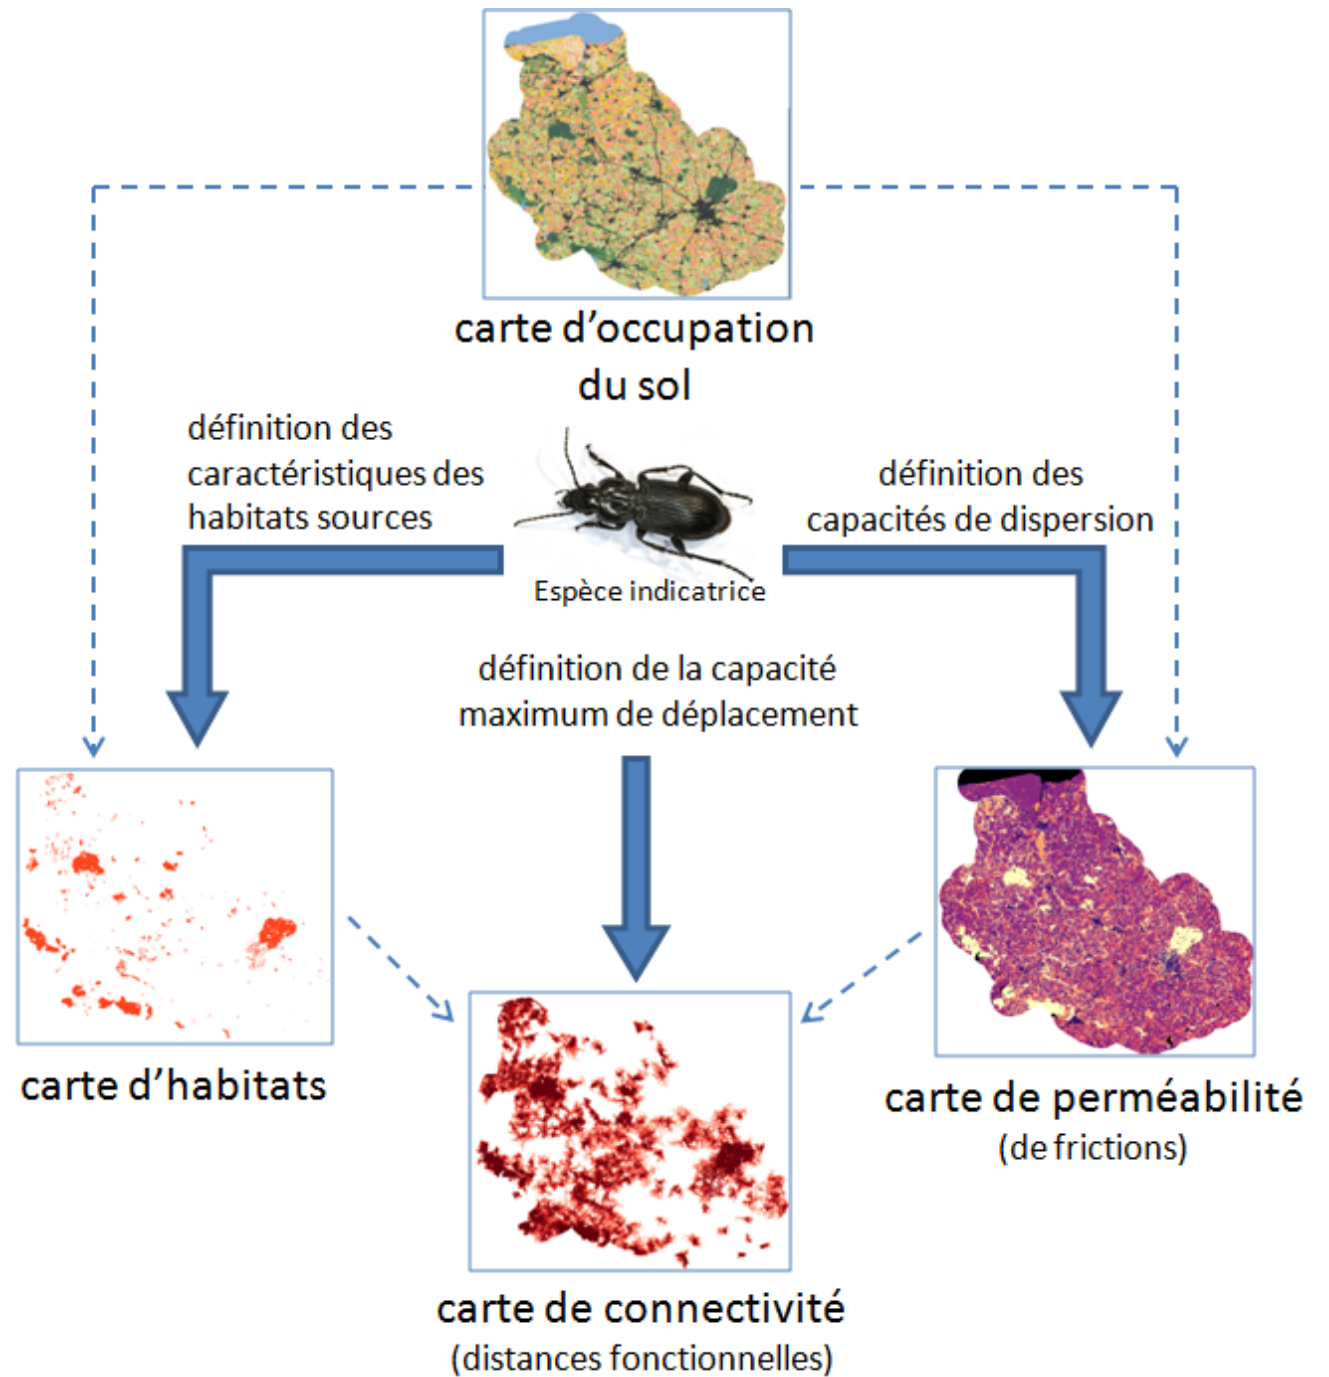 carte d’occupation
du sol
définition des
caractéristiques des
habitats sources
définition des
capacités de dispersion
Espèce indicatrice
définition de la capacité
maximum de déplacement
carte d’habitats
carte de perméabilité
(de frictions)
carte de connectivité
(distances fonctionnelles)